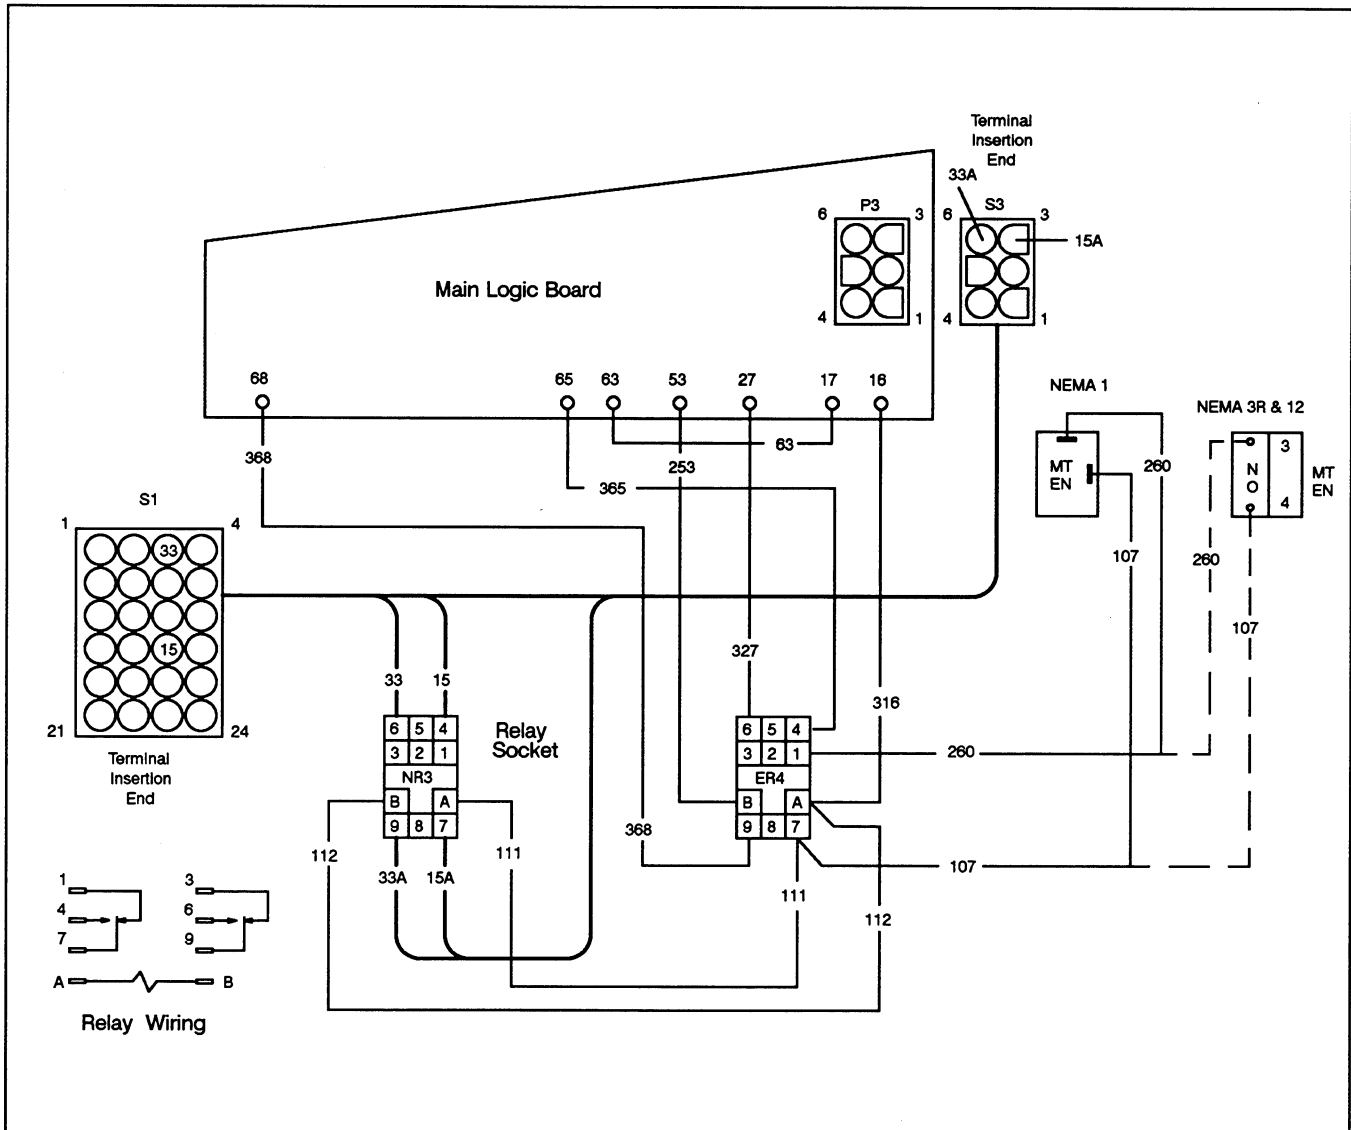 Terminal
Insertion
End
33A
P3
S3
6
3
6
3
15A
Main Logic Board
4
1
4
1
68
65
63
53
27
17
16
NEMA 1
NEMA 3R & 12
63
368
253
365
MT
EN
260
N
O
3
4
MT
EN
S1
1
4
33
107
260
15
107
327
33
15
316
21
24
Terminal
Insertion
End
6
5
4
3
2
1
NR3
B
A
9
8
7
Relay
Socket
6
5
4
3
2
1
ER4
B
A
9
8
7
260
368
112
111
33A
15A
107
111
112
1
3
4
6
7
9
A
B
Relay Wiring